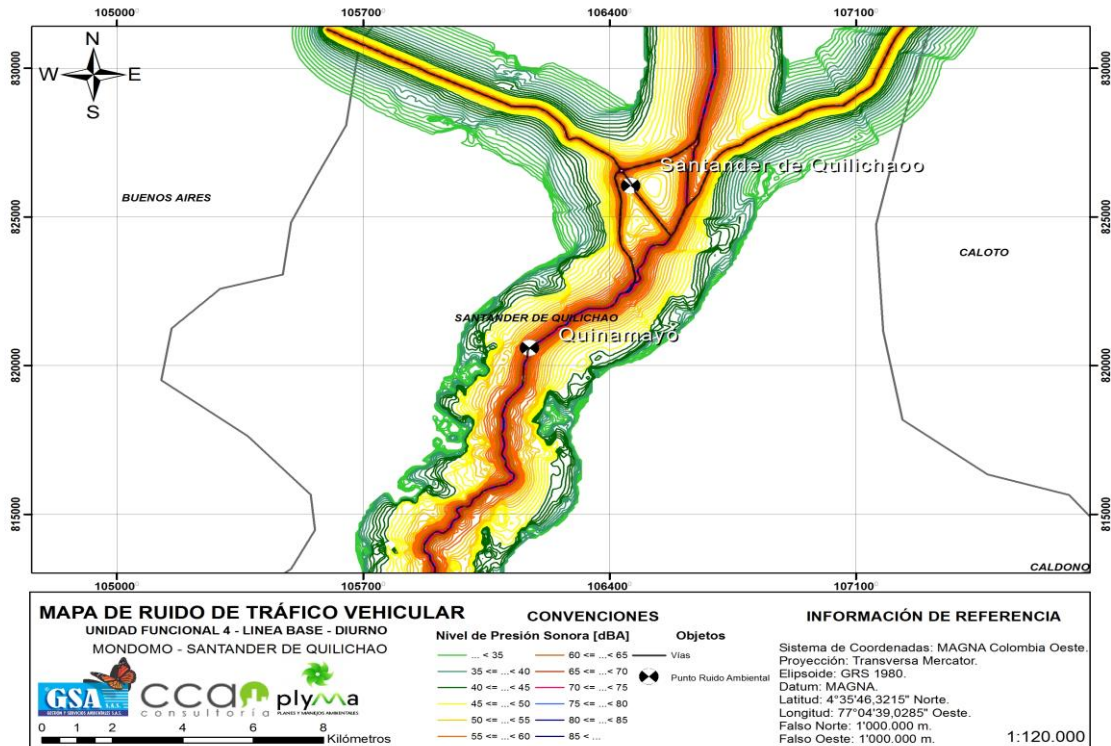 105000 105700 106400 107100
830000 830000
N
W E
S
Santander de Quilichaoo
BUENOS AIRES
825000 825000
CALOTO
SANTANDER DE QUILICHAO
Quinamayó
820000 820000
815000 815000
CALDONO
105000 105700 106400 107100
MAPA DE RUIDO DE TRÁFICO VEHICULAR
UNIDAD FUNCIONAL 4 - LINEA BASE - DIURNO
MONDOMO - SANTANDER DE QUILICHAO
GSA S.A.S.
GESTIÓN Y SERVICIOS AMBIENTALES S.A.S.
cca
consultoría
plyma
PLANES Y MANEJOS AMBIENTALES
0 1 2 4 6 8
Kilómetros
CONVENCIONES
Nivel de Presión Sonora [dBA]
... < 35
35 <= ...< 40
40 <= ...< 45
45 <= ...< 50
50 <= ...< 55
55 <= ...< 60
60 <= ...< 65
65 <= ...< 70
70 <= ...< 75
75 <= ...< 80
80 <= ...< 85
85 < ...
Objetos
Vías
Punto Ruido Ambiental
INFORMACIÓN DE REFERENCIA
Sistema de Coordenadas: MAGNA Colombia Oeste.
Proyección: Transversa Mercator.
Elipsoide: GRS 1980.
Datum: MAGNA.
Latitud: 4°35'46,3215" Norte.
Longitud: 77°04'39,0285" Oeste.
Falso Norte: 1'000.000 m.
Falso Oeste: 1'000.000 m.
1:120.000